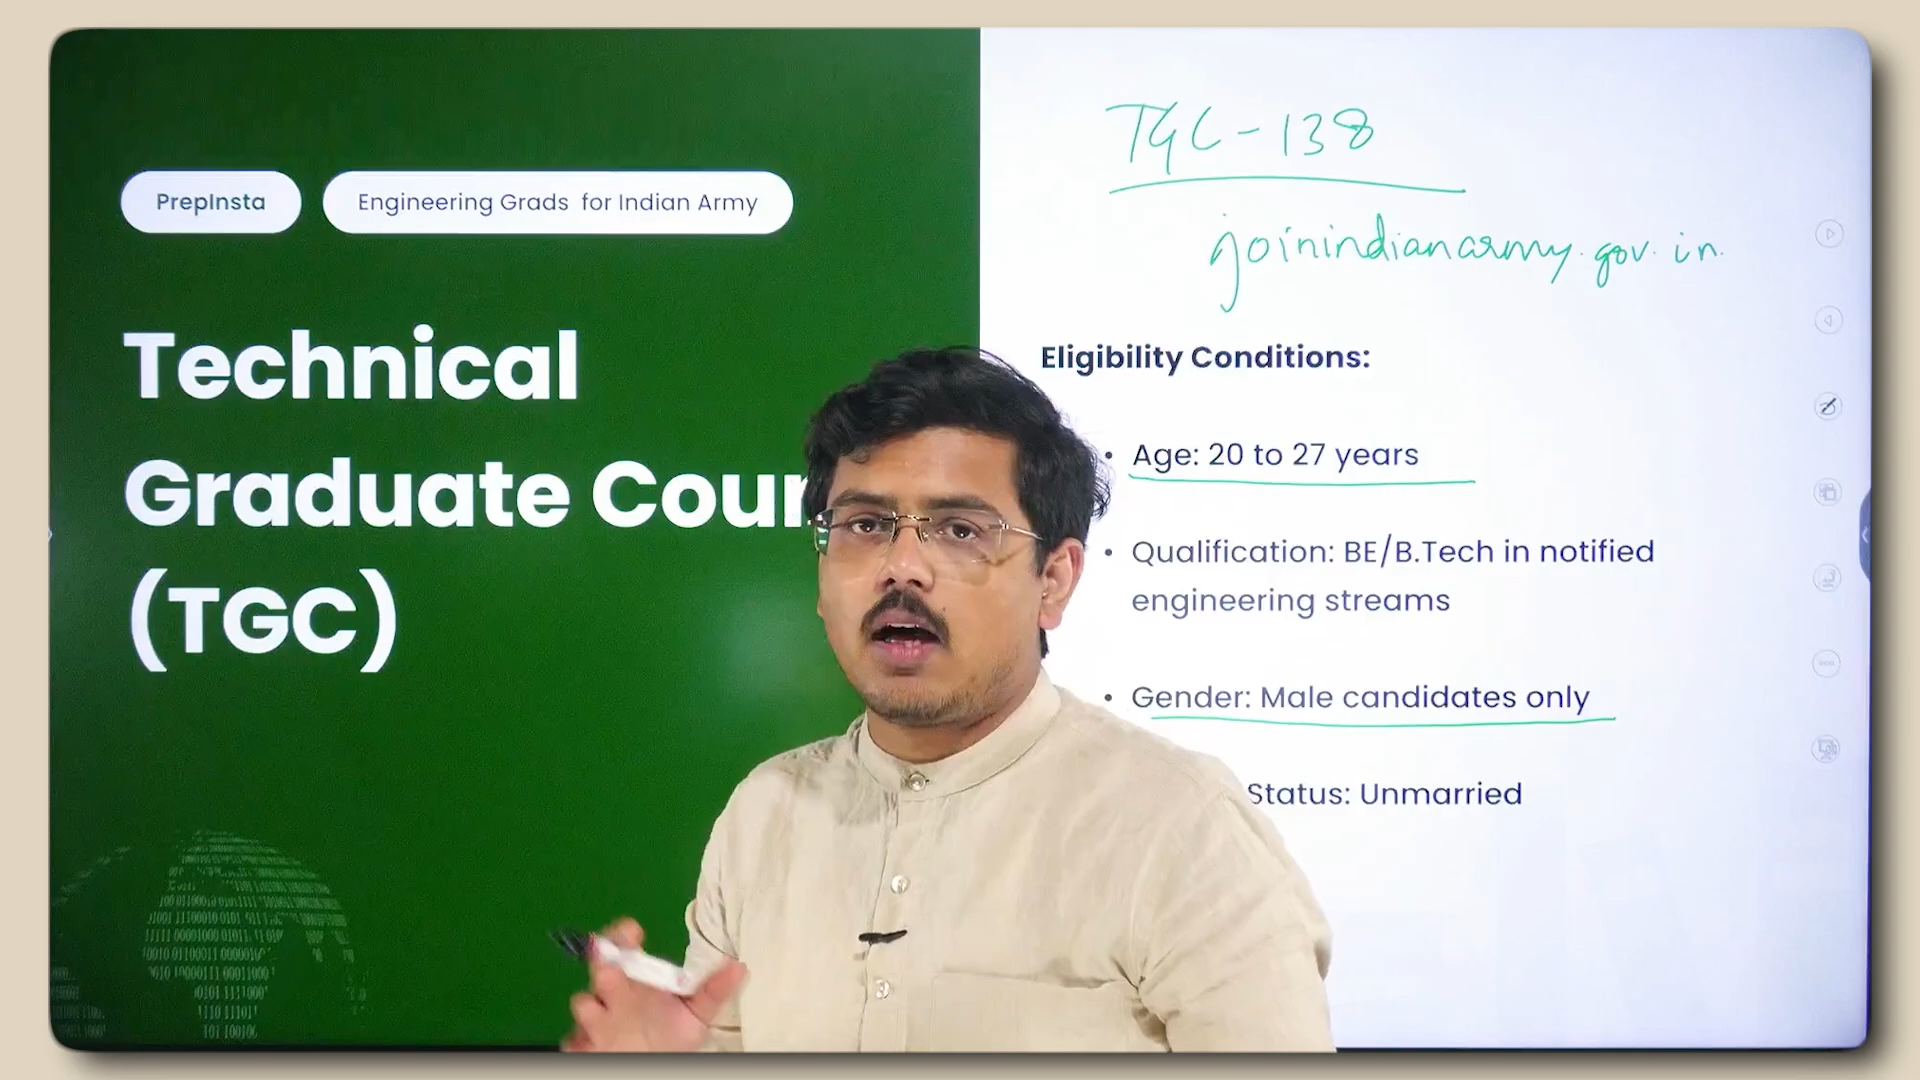 PrepInsta
Engineering Grads for Indian Army
Technical
Graduate Cour
(TGC)
TGC-138
joinindianarmy.gov.in.
Eligibility Conditions:
• Age: 20 to 27 years
• Qualification: BE/B.Tech in notified
engineering streams
• Gender: Male candidates only
Status: Unmarried